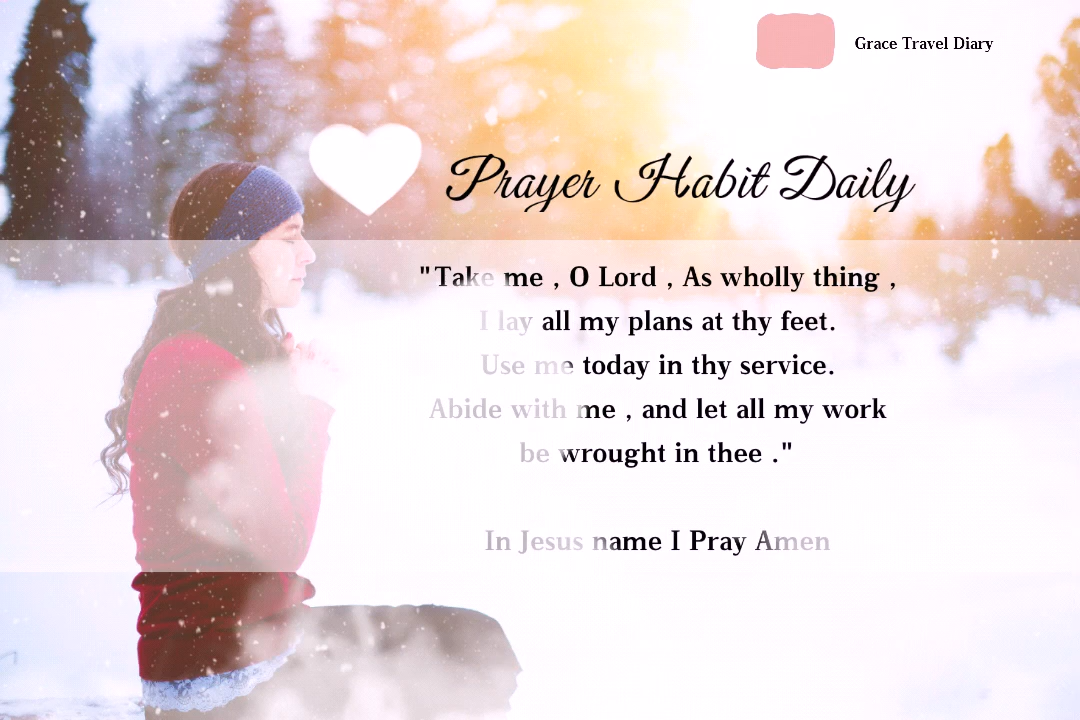 Grace Travel Diary
Prayer Habit Daily
"Take me , O Lord , As wholly thing ,
I lay all my plans at thy feet.
Use me today in thy service.
Abide with me , and let all my work
be wrought in thee ."
In Jesus name I Pray Amen